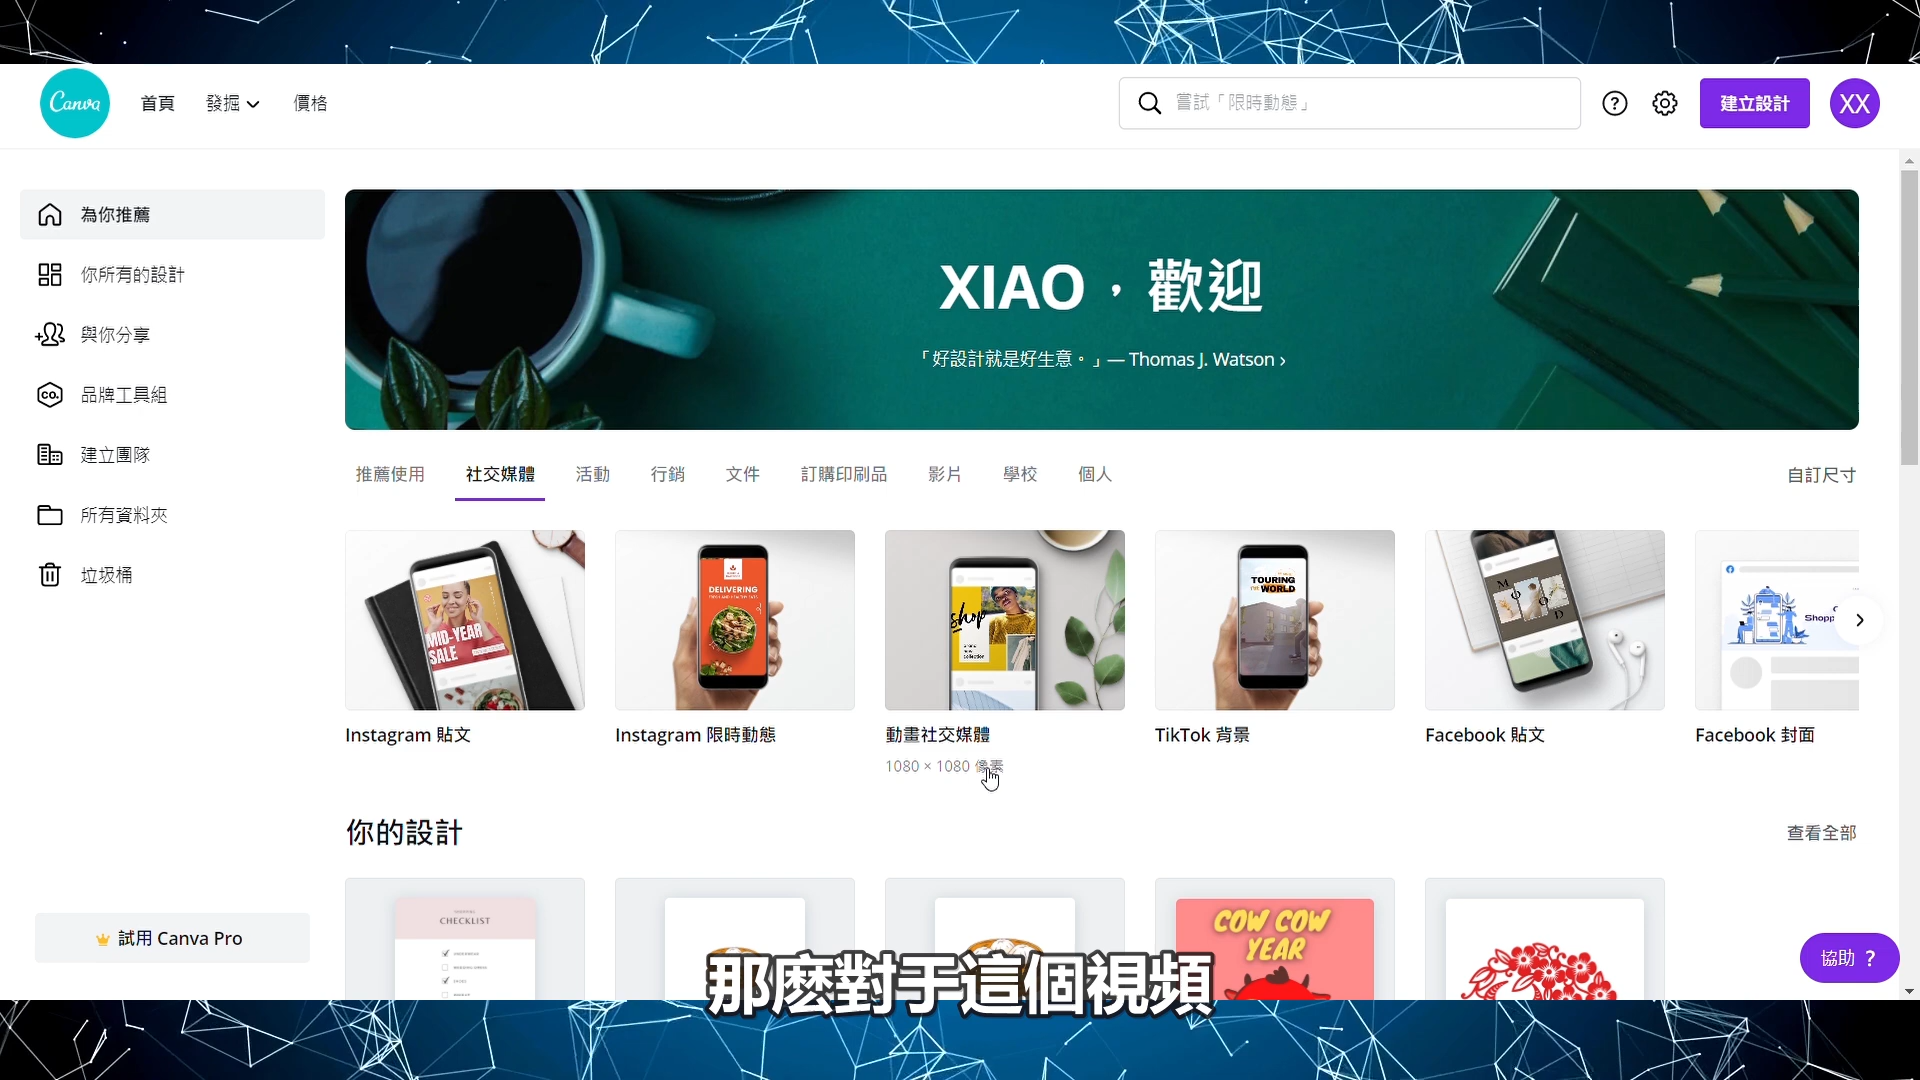 Canva
首頁
發掘
價格
嘗試「限時動態」
建立設計
XX
為你推薦
你所有的設計
與你分享
品牌工具組
建立團隊
所有資料夾
垃圾桶
試用 Canva Pro
XIAO，歡迎
「好設計就是好生意。」— Thomas J. Watson ›
推薦使用
社交媒體
活動
行銷
文件
訂購印刷品
影片
學校
個人
自訂尺寸
MID-YEAR
SALE
DELIVERING
shop
TOURING
THE WORLD
MOOD
Shopp
Instagram 貼文
Instagram 限時動態
動畫社交媒體
TikTok 背景
Facebook 貼文
Facebook 封面
1080 × 1080 像素
你的設計
查看全部
CHECKLIST
COW COW
YEAR
協助 ?
那麽對于這個視頻